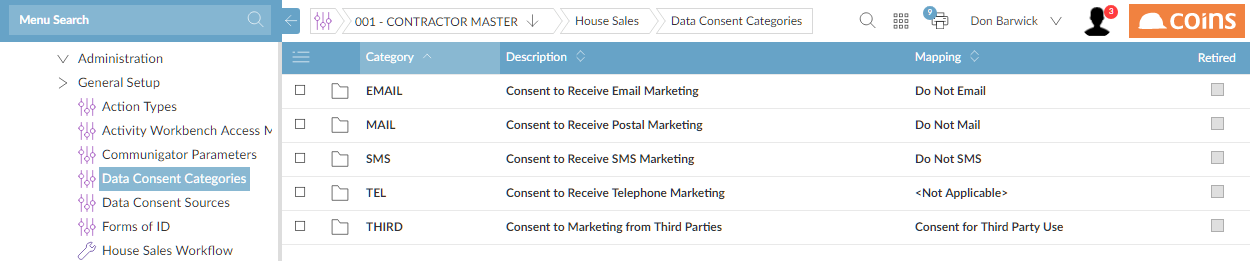 Menu Search
001 - CONTRACTOR MASTER
House Sales
Data Consent Categories
9
Don Barwick
3
coins
Administration
General Setup
Action Types
Activity Workbench Access M
Communigator Parameters
Data Consent Categories
Data Consent Sources
Forms of ID
House Sales Workflow
Category Description Mapping Retired
EMAIL Consent to Receive Email Marketing Do Not Email
MAIL Consent to Receive Postal Marketing Do Not Mail
SMS Consent to Receive SMS Marketing Do Not SMS
TEL Consent to Receive Telephone Marketing <Not Applicable>
THIRD Consent to Marketing from Third Parties Consent for Third Party Use